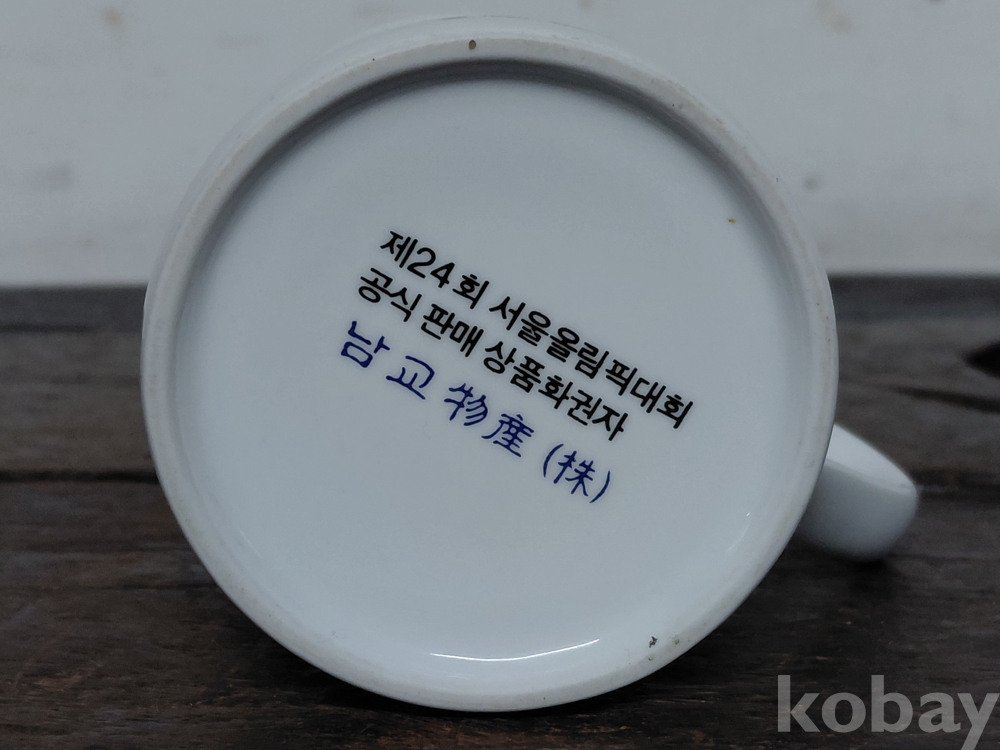 제24회 서울올림픽대회
공식 판매 상품화권자
남교 物産 (株)
kobay